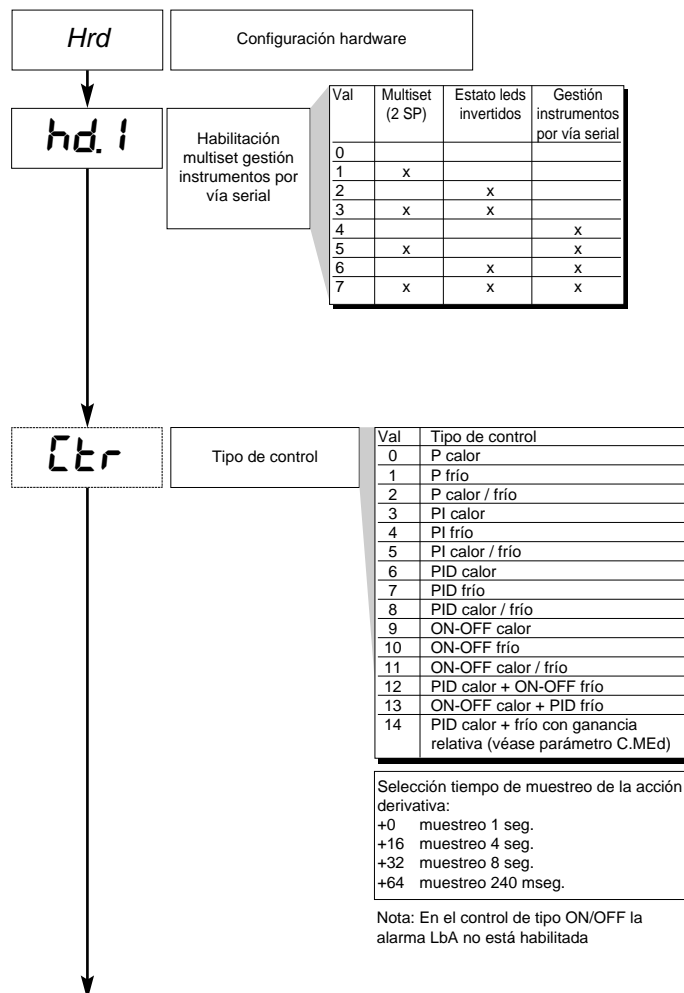 Hrd
Configuración hardware
hd.1
Habilitación
multiset gestión
instrumentos por
vía serial
Val Multiset Estato leds Gestión
(2 SP) invertidos instrumentos
por vía serial
0
1 x
2 x
3 x x
4 x
5 x x
6 x x
7 x x x
Ctr
Tipo de control
Val Tipo de control
0 P calor
1 P frío
2 P calor / frío
3 PI calor
4 PI frío
5 PI calor / frío
6 PID calor
7 PID frío
8 PID calor / frío
9 ON-OFF calor
10 ON-OFF frío
11 ON-OFF calor / frío
12 PID calor + ON-OFF frío
13 ON-OFF calor + PID frío
14 PID calor + frío con ganancia
relativa (véase parámetro C.MEd)
Selección tiempo de muestreo de la acción
derivativa:
+0 muestreo 1 seg.
+16 muestreo 4 seg.
+32 muestreo 8 seg.
+64 muestreo 240 mseg.
Nota: En el control de tipo ON/OFF la
alarma LbA no está habilitada